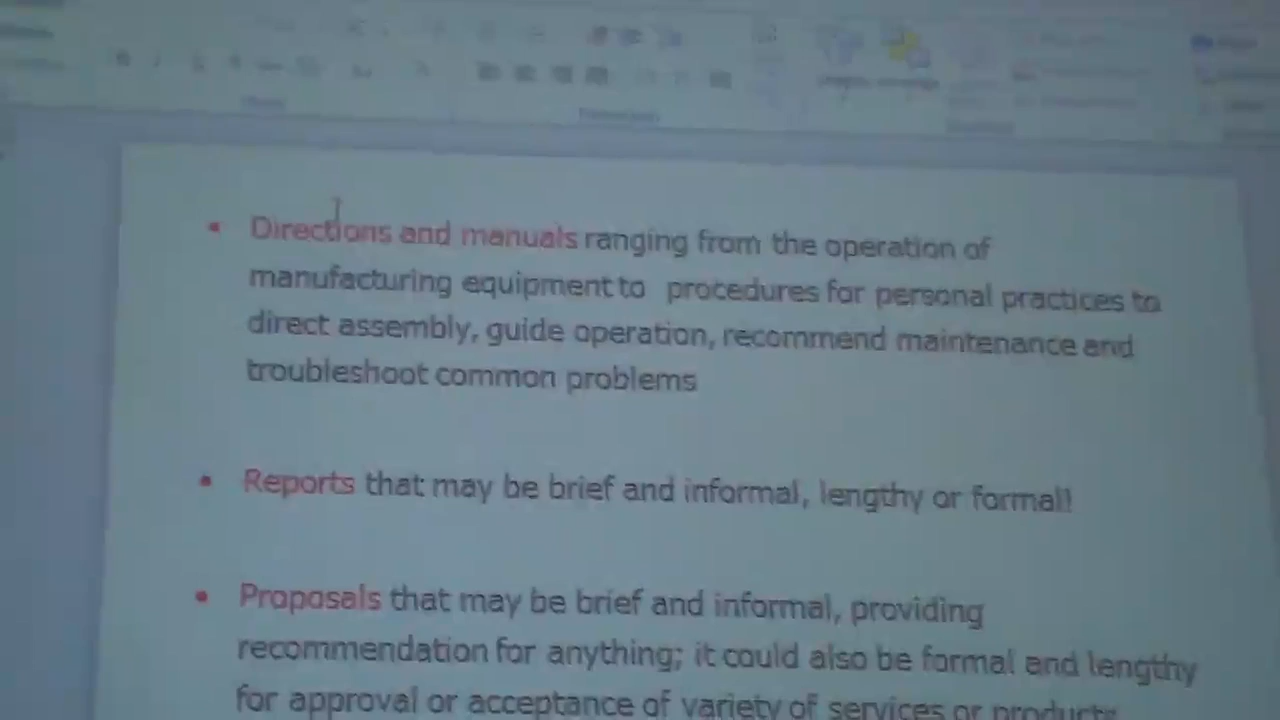 Directions and manuals ranging from the operation of
manufacturing equipment to procedures for personal practices to
direct assembly, guide operation, recommend maintenance and
troubleshoot common problems
Reports that may be brief and informal, lengthy or formal!
Proposals that may be brief and informal, providing
recommendation for anything; it could also be formal and lengthy
for approval or acceptance of variety of services or products